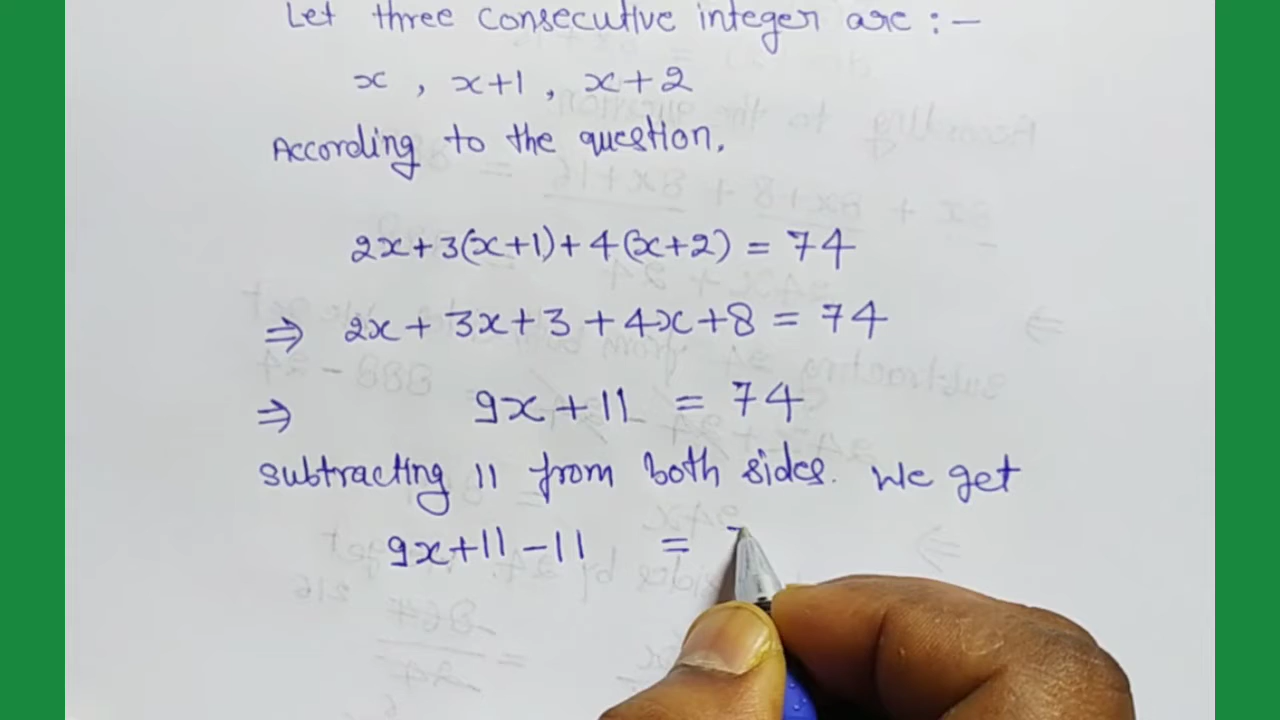 Let three consecutive integer are :-
x , x+1 , x+2
According to the question,
2x+3(x+1)+4(x+2) = 74
⇒ 2x+3x+3+4x+8 = 74
⇒ 9x+11 = 74
Subtracting 11 from both sides. We get
9x+11-11 =